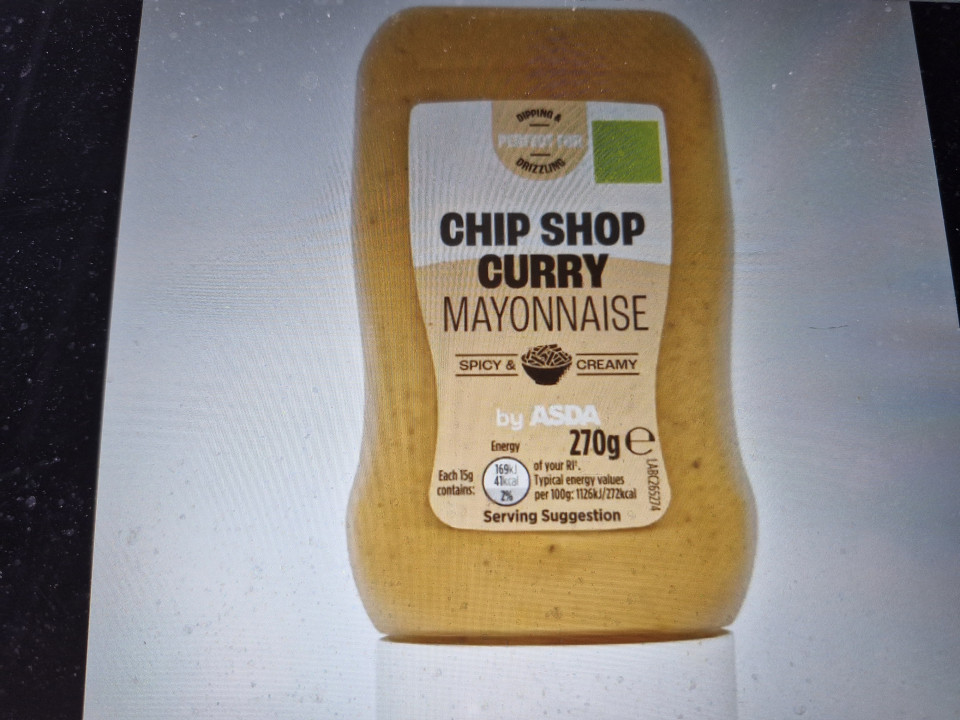 DIPPING &
PERFECT FOR
DRIZZLING
CHIP SHOP
CURRY
MAYONNAISE
SPICY & CREAMY
by ASDA
270g ℮
Energy
Each 15g
contains:
169kJ
41kcal
2%
of your RI*.
Typical energy values
per 100g: 1126kJ/272kcal
Serving Suggestion
LABC265274